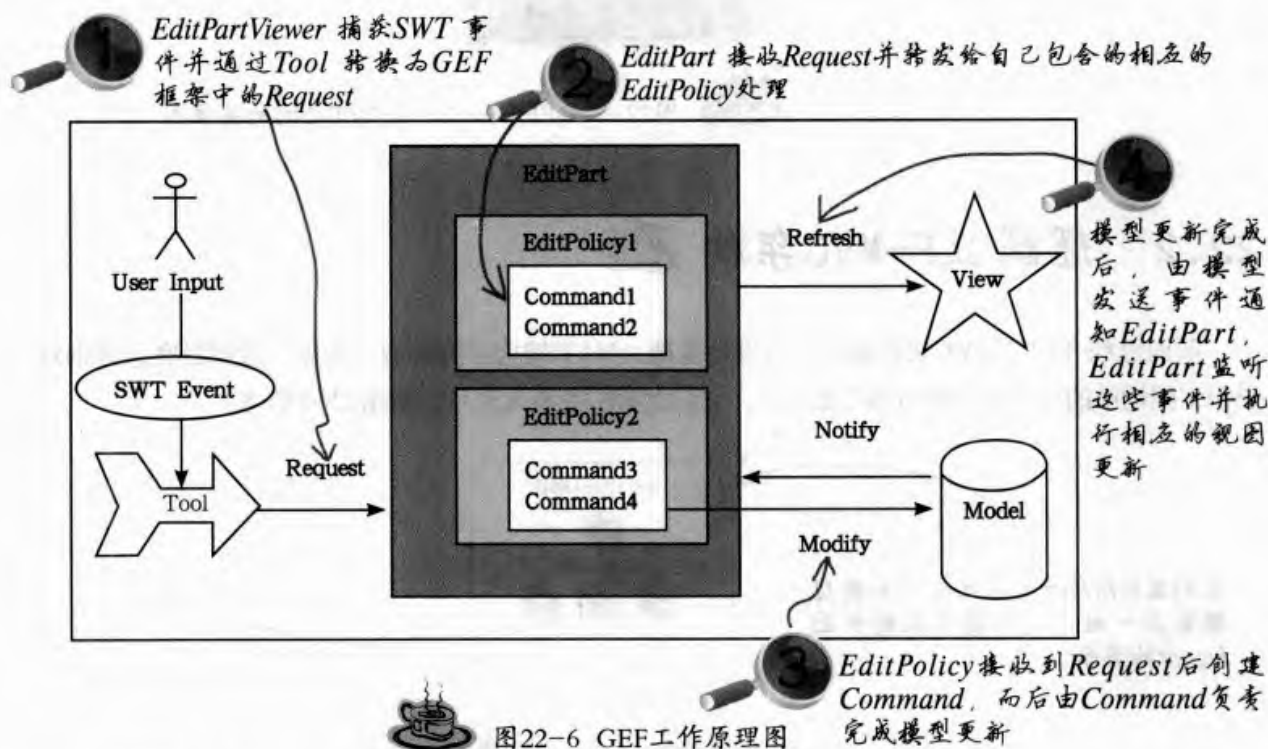 1
EditPartViewer 捕获SWT 事
件并通过Tool 转换为GEF
框架中的Request
2
EditPart 接收Request并转发给自己包含的相应的
EditPolicy处理
EditPart
4
EditPolicy1
Refresh
模型更新完成
后，由模型
发送事件通
知EditPart，
EditPart监听
这些事件并执
行相应的视图
更新
User Input
View
Command1
Command2
SWT Event
EditPolicy2
Notify
Request
Command3
Command4
Tool
Model
Modify
3
EditPolicy接收到Request后创建
Command，而后由Command负责
完成模型更新
图22-6 GEF工作原理图